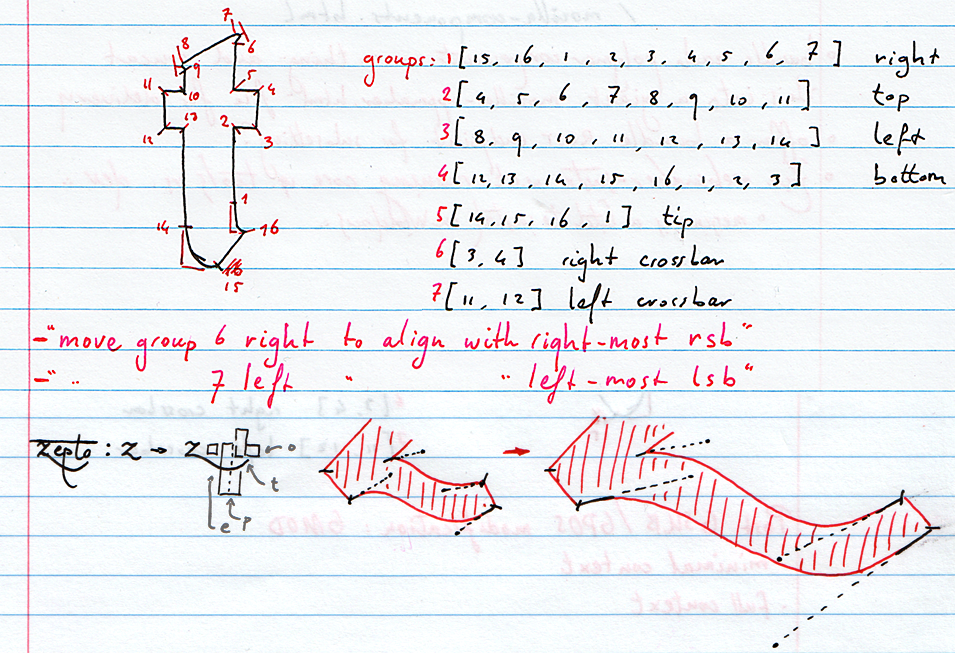 7
8
6
9
groups: 1 [15, 16, 1, 2, 3, 4, 5, 6, 7] right
11
10
5
4
2 [4, 5, 6, 7, 8, 9, 10, 11] top
12
13
2
3
3 [8, 9, 10, 11, 12, 13, 14] left
4 [12, 13, 14, 15, 16, 1, 2, 3] bottom
1
14
16
5 [14, 15, 16, 1] tip
15
6 [3, 4] right crossbar
7 [11, 12] left crossbar
- "move group 6 right to align with right-most rsb"
- " " 7 left " " left-most lsb"
zepto: z → z o
t
e
p
→